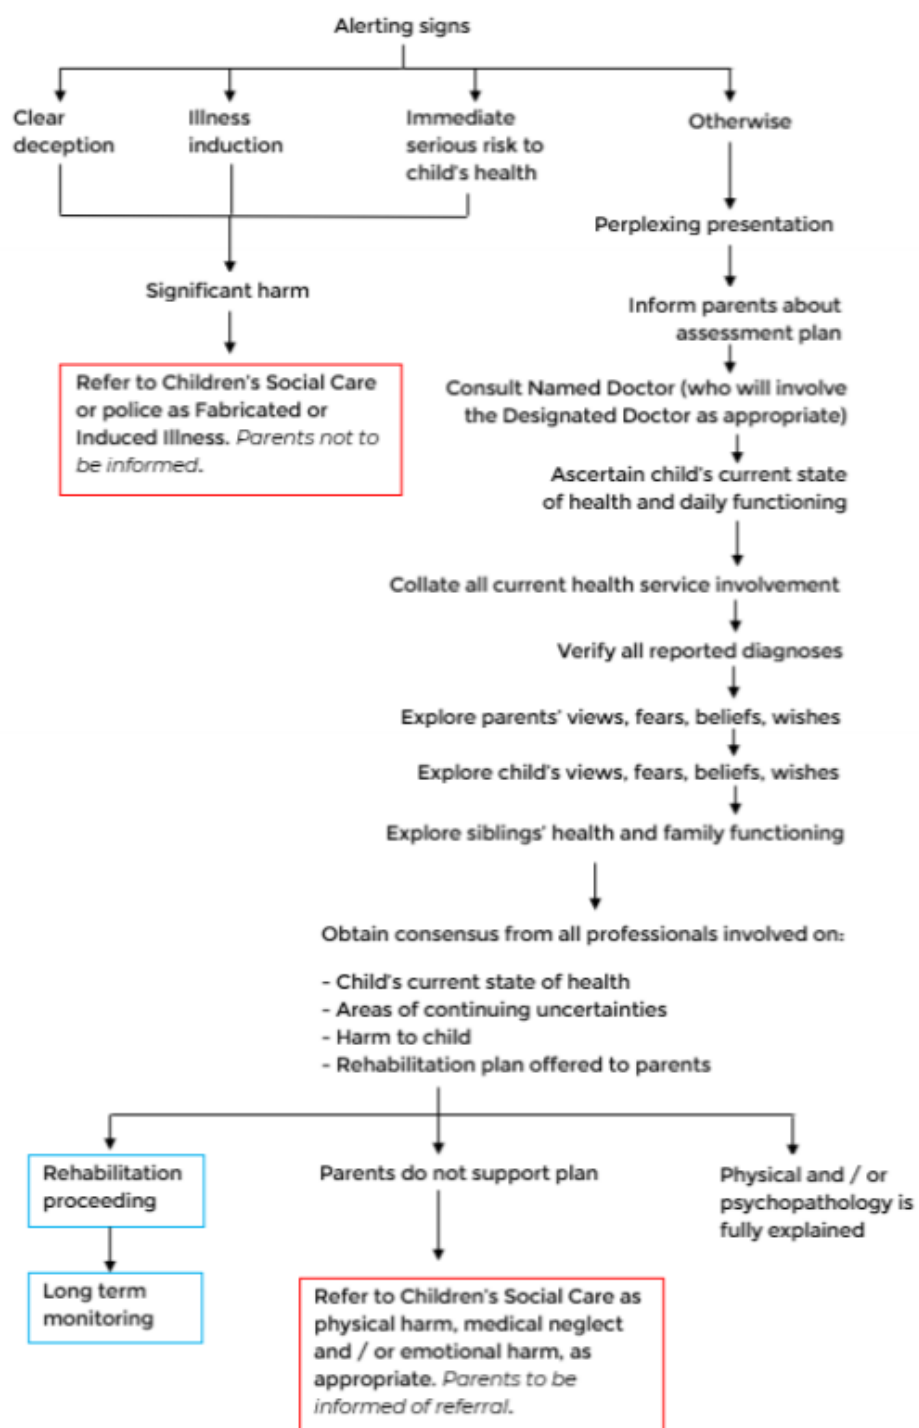 Alerting signs
Clear
deception
Illness
induction
Immediate
serious risk to
child's health
Otherwise
Perplexing presentation
Significant harm
Inform parents about
assessment plan
Refer to Children's Social Care
or police as Fabricated or
Induced Illness. Parents not to
be informed.
Consult Named Doctor (who will involve
the Designated Doctor as appropriate)
Ascertain child's current state
of health and daily functioning
Collate all current health service involvement
Verify all reported diagnoses
Explore parents' views, fears, beliefs, wishes
Explore child's views, fears, beliefs, wishes
Explore siblings' health and family functioning
Obtain consensus from all professionals involved on:
- Child's current state of health
- Areas of continuing uncertainties
- Harm to child
- Rehabilitation plan offered to parents
Rehabilitation
proceeding
Long term
monitoring
Parents do not support plan
Refer to Children's Social Care as
physical harm, medical neglect
and / or emotional harm, as
appropriate. Parents to be
informed of referral.
Physical and / or
psychopathology is
fully explained